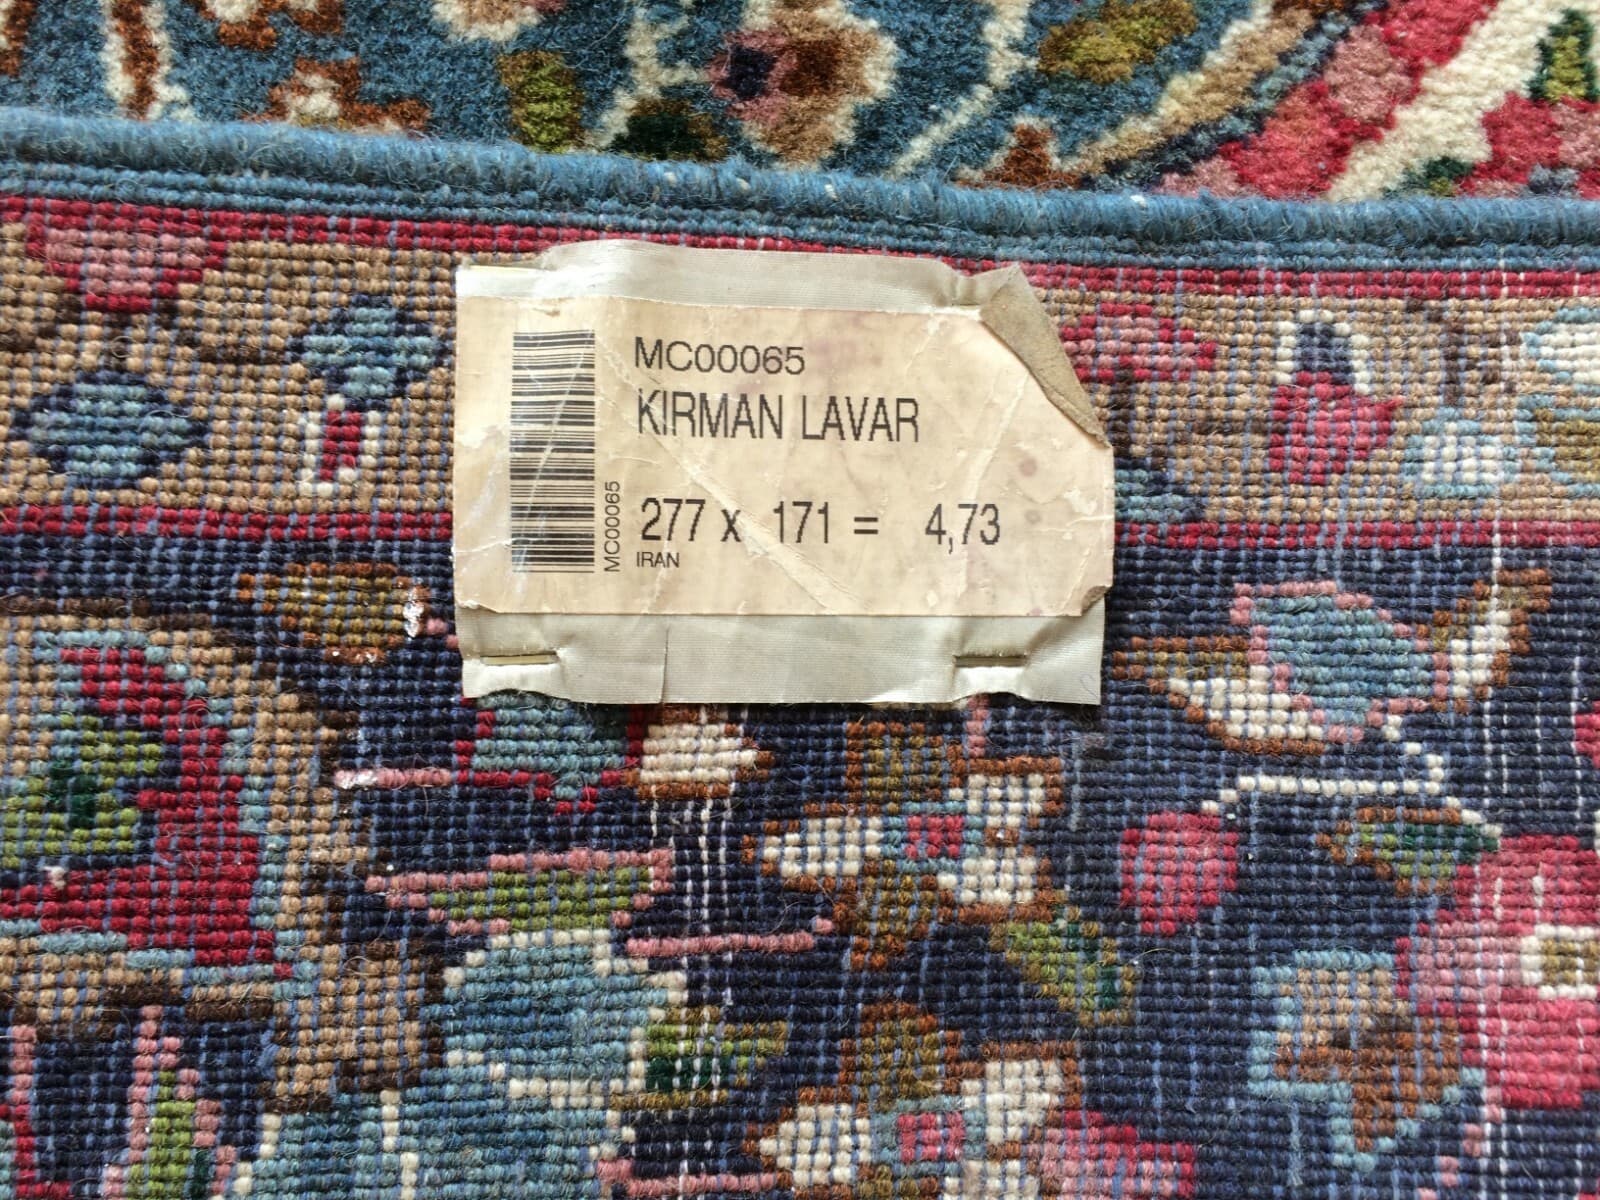 MC00065
KIRMAN LAVAR
277 x 171 = 4,73
IRAN
MC00065